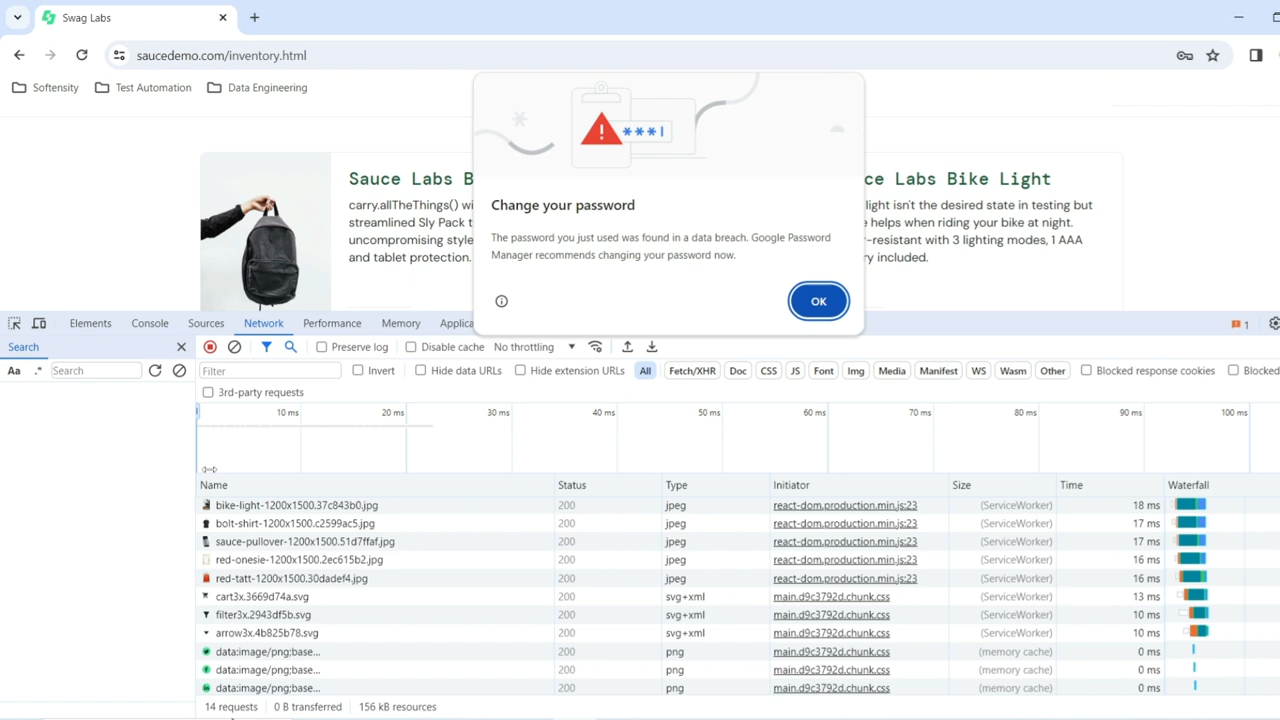 Swag Labs
saucedemo.com/inventory.html
Softensity Test Automation Data Engineering
***
Sauce Labs B
carry.allTheThings() wi
streamlined Sly Pack t
uncompromising style
and tablet protection.
ce Labs Bike Light
light isn't the desired state in testing but
helps when riding your bike at night.
-resistant with 3 lighting modes, 1 AAA
ry included.
Change your password
The password you just used was found in a data breach. Google Password
Manager recommends changing your password now.
OK
Elements Console Sources Network Performance Memory Applica 1
Search
Preserve log Disable cache No throttling
Aa .* Search
Filter Invert Hide data URLs Hide extension URLs All Fetch/XHR Doc CSS JS Font Img Media Manifest WS Wasm Other Blocked response cookies Blocked
3rd-party requests
10 ms 20 ms 30 ms 40 ms 50 ms 60 ms 70 ms 80 ms 90 ms 100 ms
Name Status Type Initiator Size Time Waterfall
bike-light-1200x1500.37c843b0.jpg 200 jpeg react-dom.production.min.js:23 (ServiceWorker) 18 ms
bolt-shirt-1200x1500.c2599ac5.jpg 200 jpeg react-dom.production.min.js:23 (ServiceWorker) 17 ms
sauce-pullover-1200x1500.51d7ffaf.jpg 200 jpeg react-dom.production.min.js:23 (ServiceWorker) 17 ms
red-onesie-1200x1500.2ec615b2.jpg 200 jpeg react-dom.production.min.js:23 (ServiceWorker) 16 ms
red-tatt-1200x1500.30dadef4.jpg 200 jpeg react-dom.production.min.js:23 (ServiceWorker) 16 ms
cart3x.3669d74a.svg 200 svg+xml main.d9c3792d.chunk.css (ServiceWorker) 13 ms
filter3x.2943df5b.svg 200 svg+xml main.d9c3792d.chunk.css (ServiceWorker) 10 ms
arrow3x.4b825b78.svg 200 svg+xml main.d9c3792d.chunk.css (ServiceWorker) 10 ms
data:image/png;base... 200 png main.d9c3792d.chunk.css (memory cache) 0 ms
data:image/png;base... 200 png main.d9c3792d.chunk.css (memory cache) 0 ms
data:image/png;base... 200 png main.d9c3792d.chunk.css (memory cache) 0 ms
14 requests 0 B transferred 156 kB resources